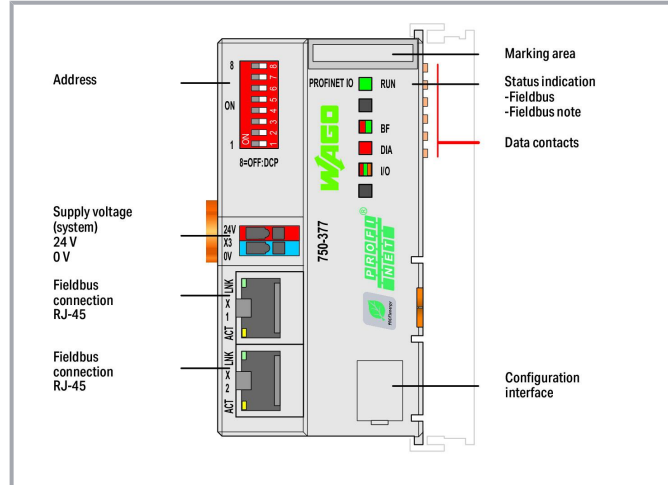 Address
8
ON
1
ON
1 2 3 4 5 6 7 8
8=OFF:DCP
Supply voltage
(system)
24 V
0 V
24V
X3
0V
Fieldbus
connection
RJ-45
LNK
X
1
ACT
Fieldbus
connection
RJ-45
LNK
X
2
ACT
PROFINET IO
RUN
BF
DIA
I/O
WAGO
750-377
PROFI
NET
®
Marking area
Status indication
-Fieldbus
-Fieldbus note
Data contacts
Configuration
interface